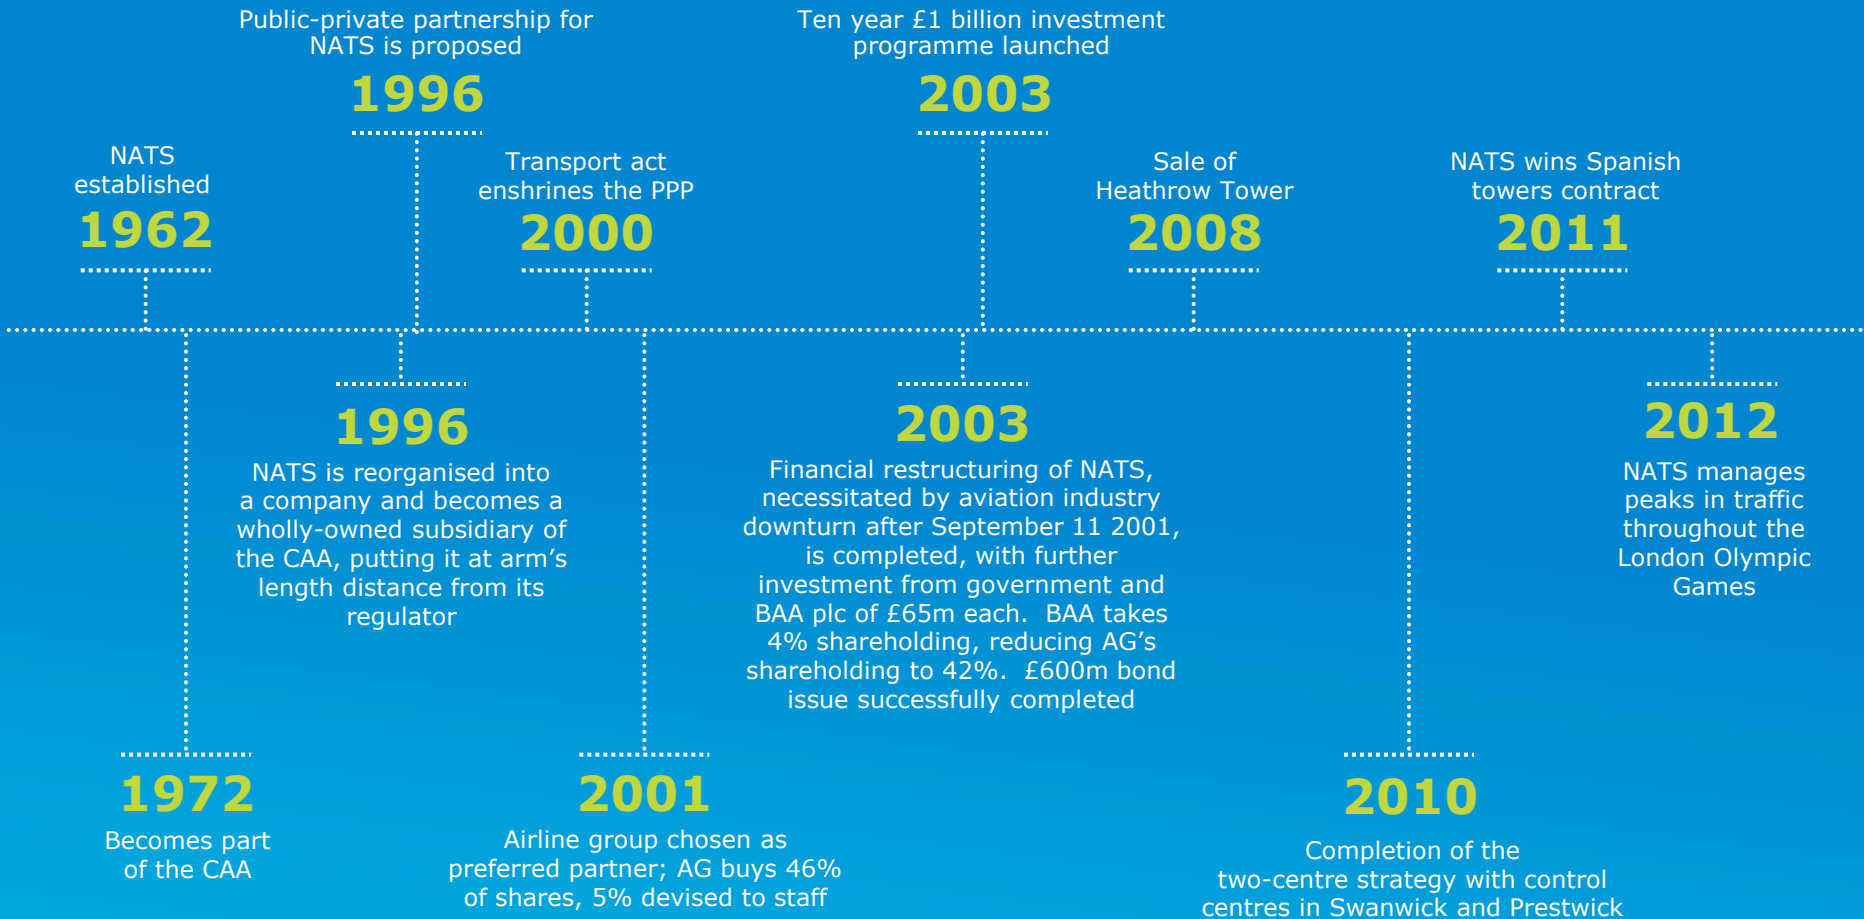 Public-private partnership for
NATS is proposed
1996
Ten year £1 billion investment
programme launched
2003
NATS
established
1962
Transport act
enshrines the PPP
2000
Sale of
Heathrow Tower
2008
NATS wins Spanish
towers contract
2011
1996
NATS is reorganised into
a company and becomes a
wholly-owned subsidiary of
the CAA, putting it at arm’s
length distance from its
regulator
2003
Financial restructuring of NATS,
necessitated by aviation industry
downturn after September 11 2001,
is completed, with further
investment from government and
BAA plc of £65m each.  BAA takes
4% shareholding, reducing AG’s
shareholding to 42%.  £600m bond
issue successfully completed
2012
NATS manages
peaks in traffic
throughout the
London Olympic
Games
1972
Becomes part
of the CAA
2001
Airline group chosen as
preferred partner; AG buys 46%
of shares, 5% devised to staff
2010
Completion of the
two-centre strategy with control
centres in Swanwick and Prestwick